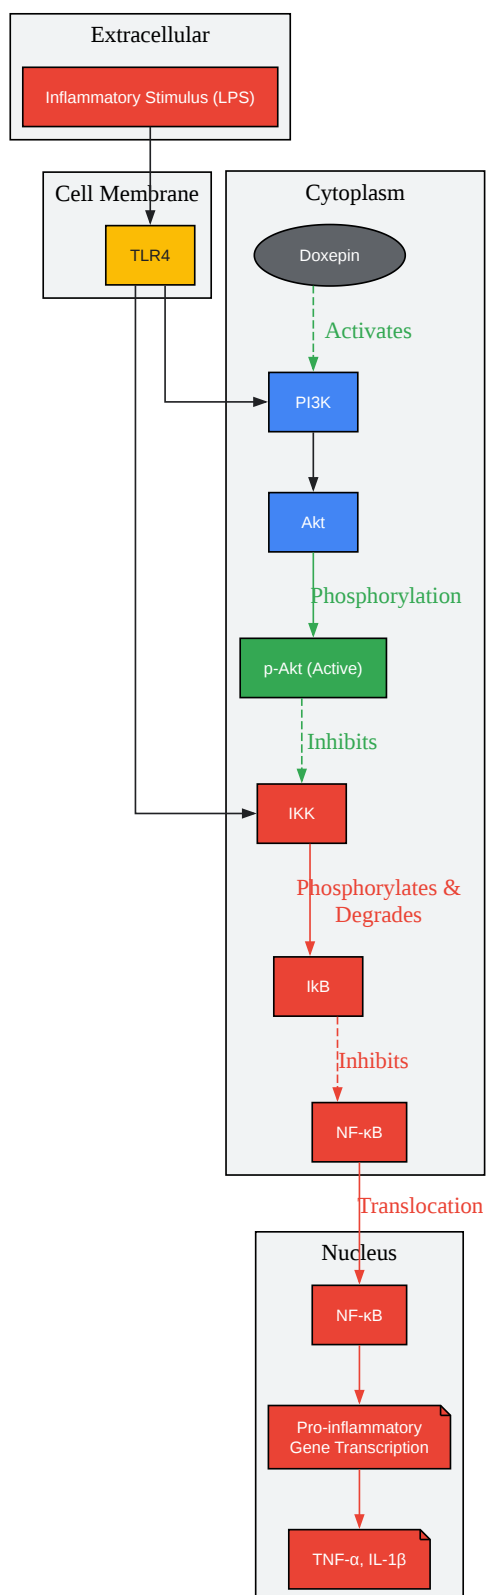 Extracellular
Inflammatory Stimulus (LPS)
Cell Membrane
TLR4
Cytoplasm
Doxepin
Activates
PI3K
Akt
Phosphorylation
p-Akt (Active)
Inhibits
IKK
Phosphorylates &
Degrades
IkB
Inhibits
NF-κB
Translocation
Nucleus
NF-κB
Pro-inflammatory
Gene Transcription
TNF-α, IL-1β